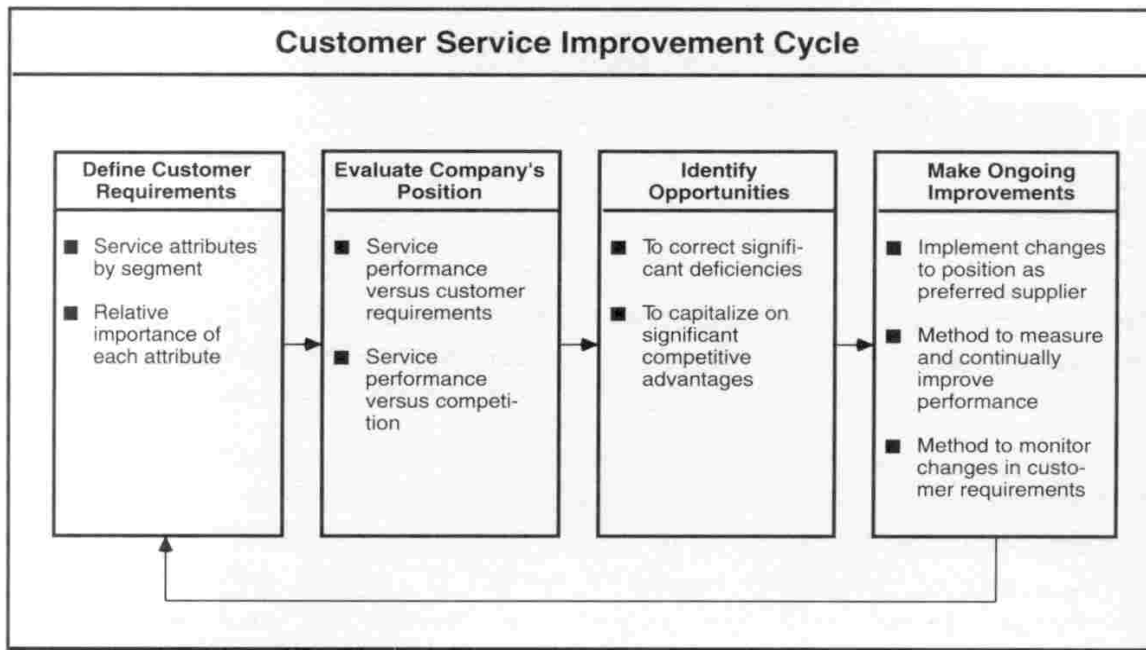 Customer Service Improvement Cycle
Define Customer
Requirements
■ Service attributes
by segment
■ Relative
importance of
each attribute
Evaluate Company's
Position
■ Service
performance
versus customer
requirements
■ Service
performance
versus competi-
tion
Identify
Opportunities
■ To correct signifi-
cant deficiencies
■ To capitalize on
significant
competitive
advantages
Make Ongoing
Improvements
■ Implement changes
to position as
preferred supplier
■ Method to measure
and continually
improve
performance
■ Method to monitor
changes in custo-
mer requirements